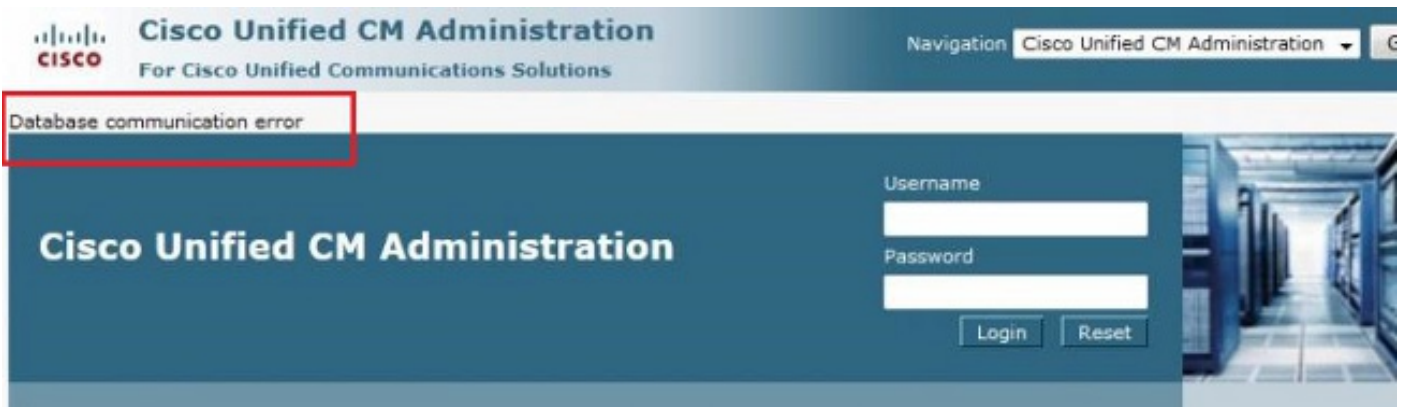 Cisco Unified CM Administration
For Cisco Unified Communications Solutions
CISCO
Navigation Cisco Unified CM Administration
G
Database communication error
Cisco Unified CM Administration
Username
Password
Login Reset